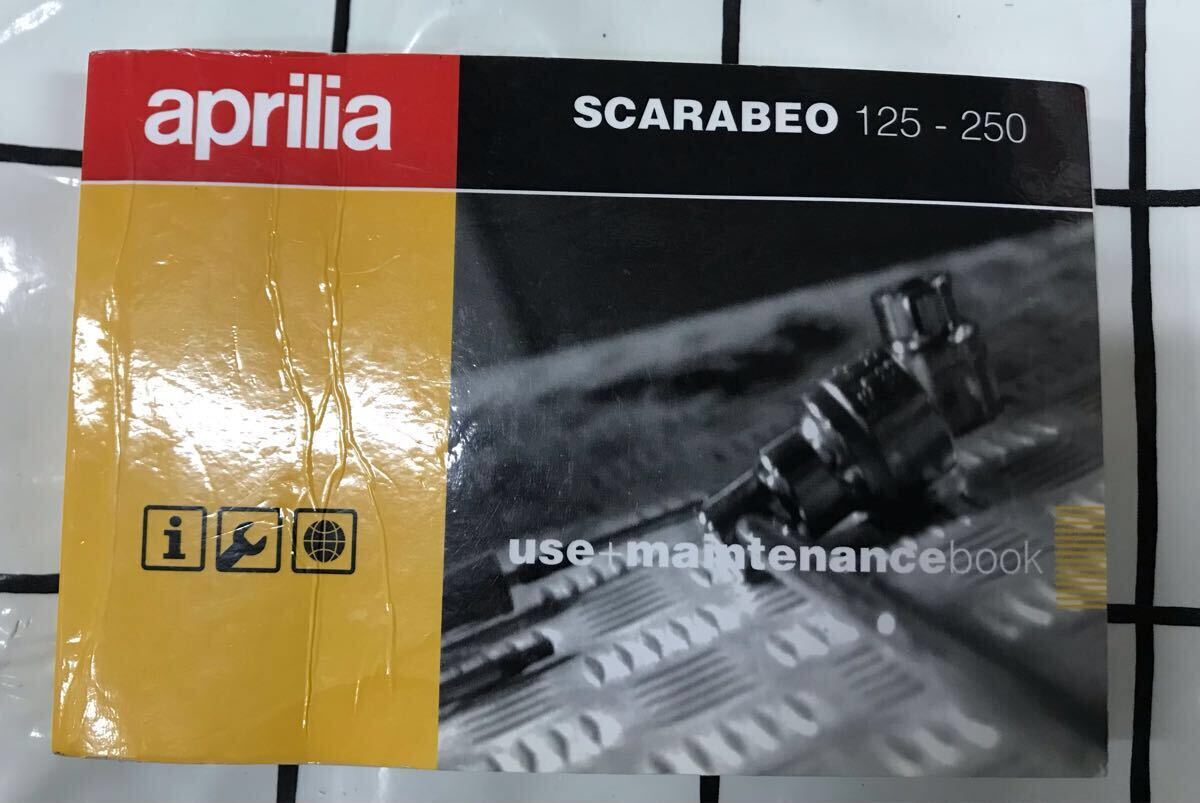 aprilia
SCARABEO 125 - 250
i
use+maintenancebook